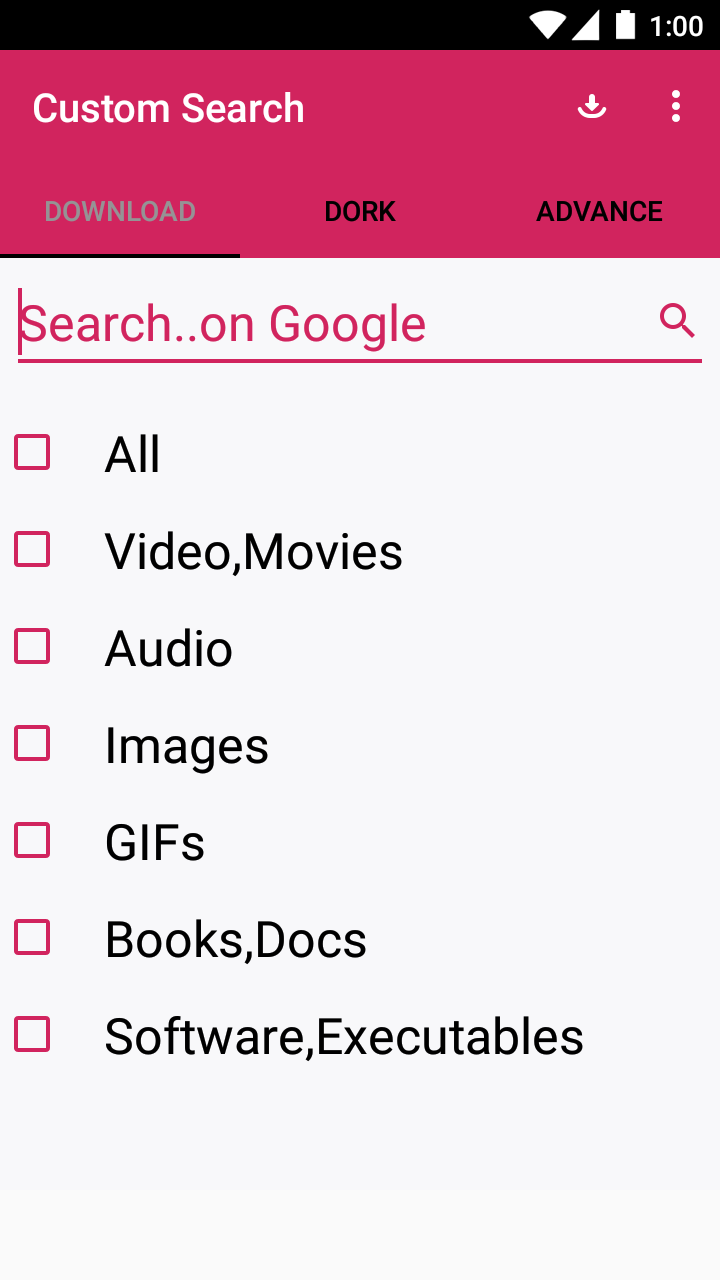 1:00
Custom Search
DOWNLOAD DORK ADVANCE
Search..on Google
All
Video,Movies
Audio
Images
GIFs
Books,Docs
Software,Executables